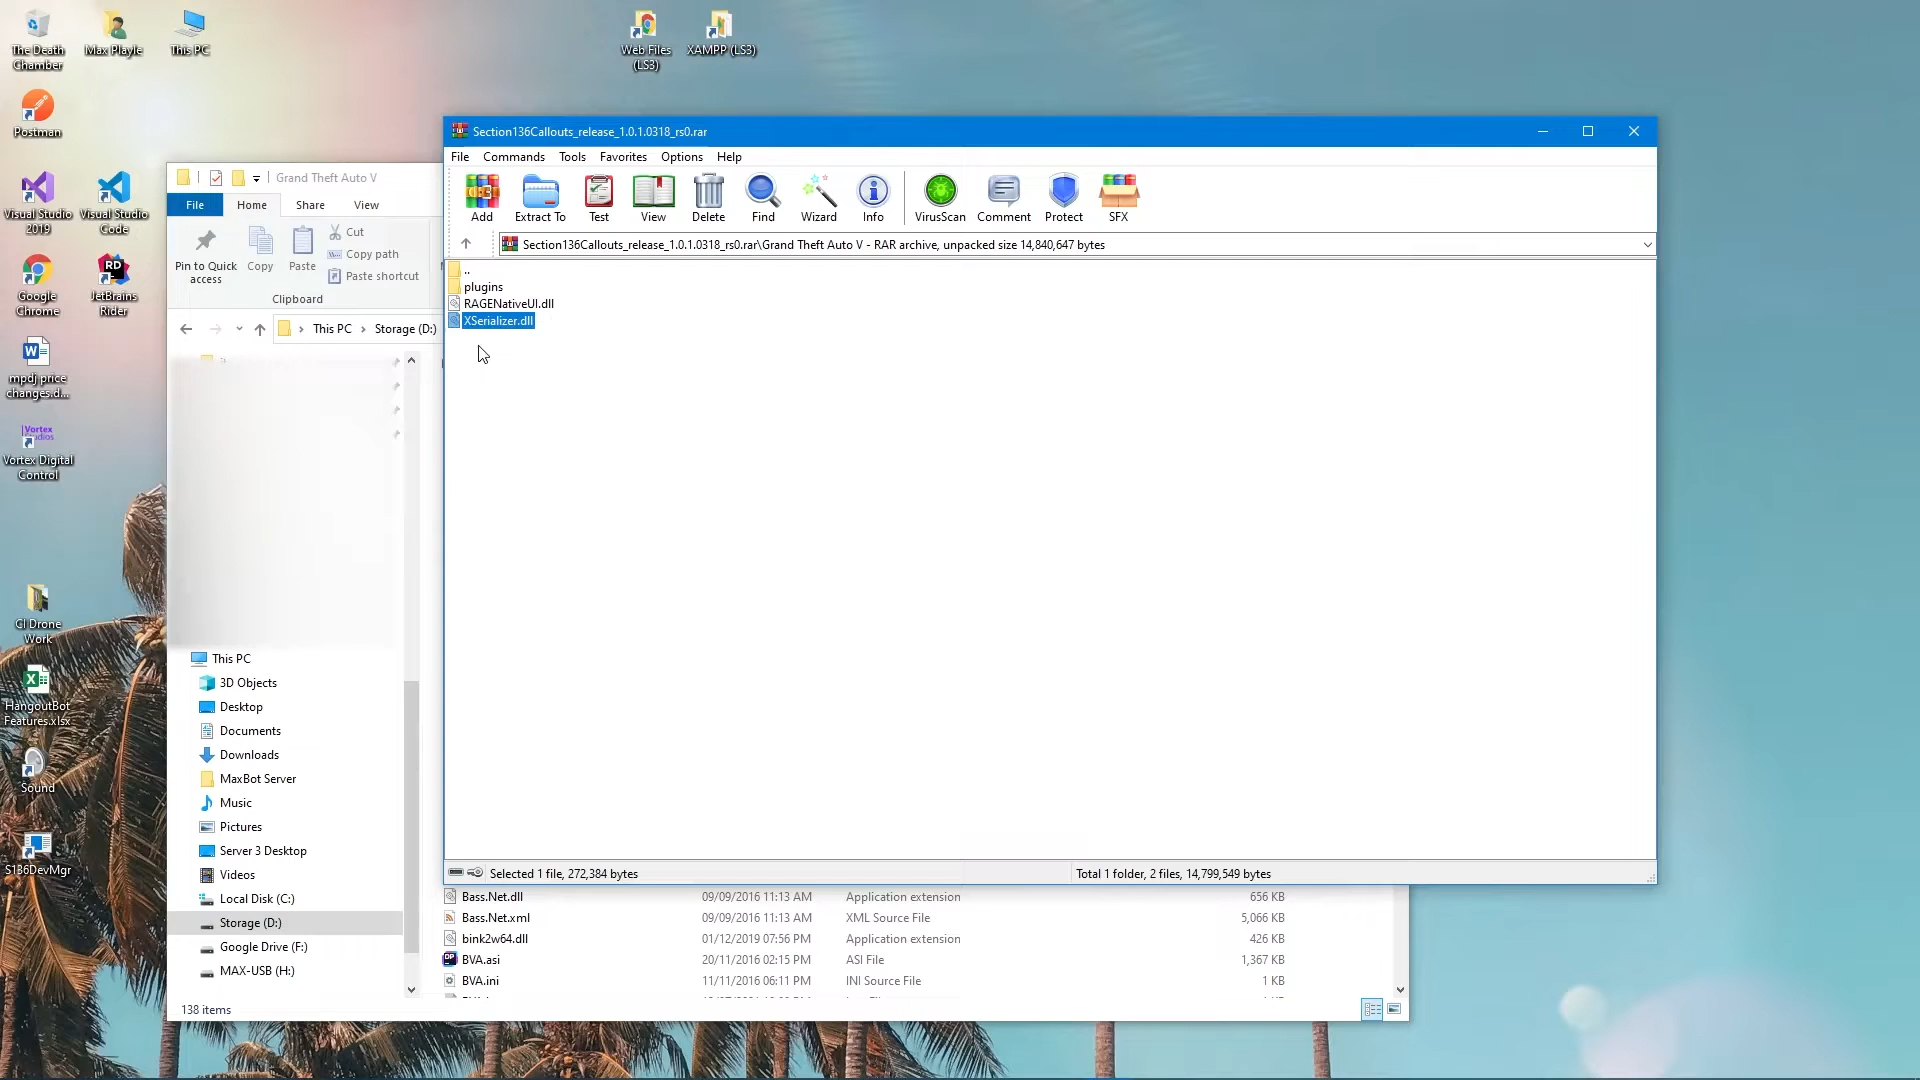 The Death
Chamber
Max Playle
This PC
Web Files
(LS3)
XAMPP (LS3)
Postman
Visual Studio
2019
Visual Studio
Code
Google
Chrome
JetBrains
Rider
mpdj price
changes.d...
Vortex
Studios
Vortex Digital
Control
CI Drone
Work
HangoutBot
Features.xlsx
Sound
S136DevMgr
Grand Theft Auto V
File
Home
Share
View
Pin to Quick
access
Copy
Paste
Cut
Copy path
Paste shortcut
Clipboard
This PC
Storage (D:)
This PC
3D Objects
Desktop
Documents
Downloads
MaxBot Server
Music
Pictures
Server 3 Desktop
Videos
Local Disk (C:)
Storage (D:)
Google Drive (F:)
MAX-USB (H:)
138 items
Section136Callouts_release_1.0.1.0318_rs0.rar
File Commands Tools Favorites Options Help
Add
Extract To
Test
View
Delete
Find
Wizard
Info
VirusScan
Comment
Protect
SFX
Section136Callouts_release_1.0.1.0318_rs0.rar\Grand Theft Auto V - RAR archive, unpacked size 14,840,647 bytes
..
plugins
RAGENativeUI.dll
XSerializer.dll
Selected 1 file, 272,384 bytes
Total 1 folder, 2 files, 14,799,549 bytes
Bass.Net.dll 09/09/2016 11:13 AM Application extension 656 KB
Bass.Net.xml 09/09/2016 11:13 AM XML Source File 5,066 KB
bink2w64.dll 01/12/2019 07:56 PM Application extension 426 KB
BVA.asi 20/11/2016 02:15 PM ASI File 1,367 KB
BVA.ini 11/11/2016 06:11 PM INI Source File 1 KB